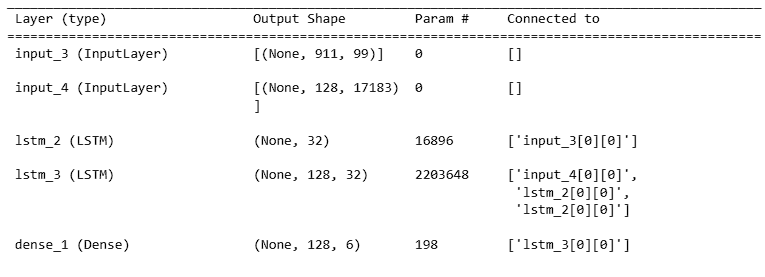 Layer (type) Output Shape Param # Connected to
input_3 (InputLayer) [(None, 911, 99)] 0 []
input_4 (InputLayer) [(None, 128, 17183) 0 []
]
lstm_2 (LSTM) (None, 32) 16896 ['input_3[0][0]']
lstm_3 (LSTM) (None, 128, 32) 2203648 ['input_4[0][0]',
'lstm_2[0][0]',
'lstm_2[0][0]']
dense_1 (Dense) (None, 128, 6) 198 ['lstm_3[0][0]']